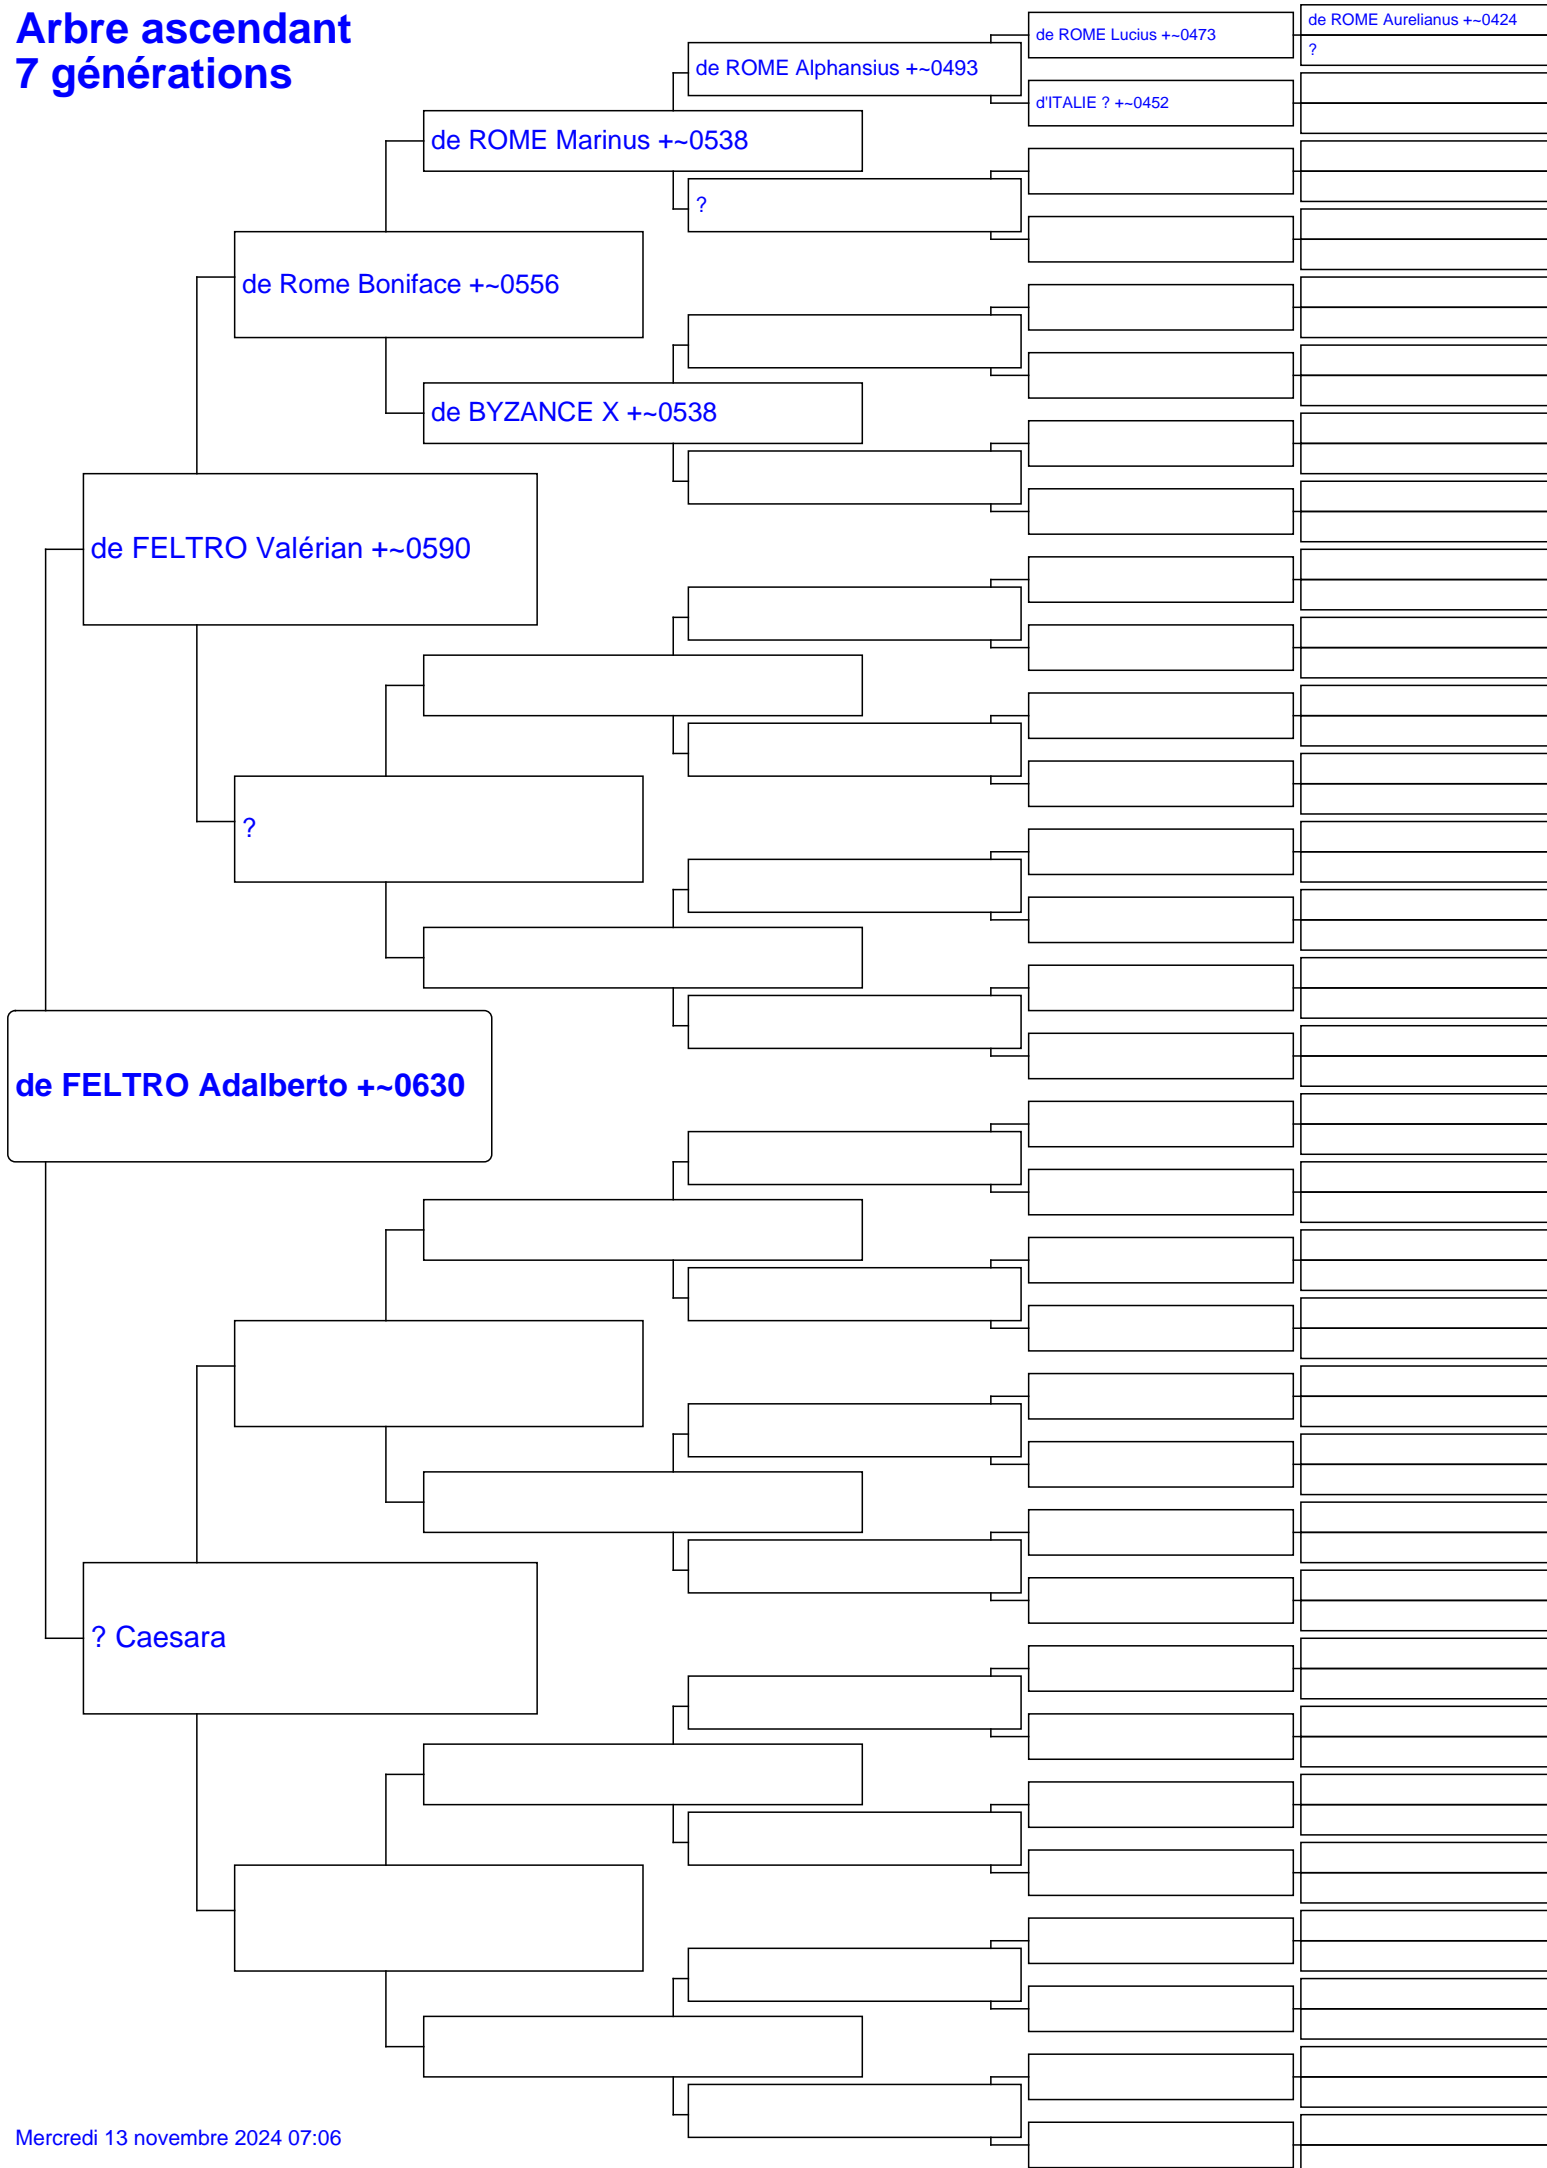 Arbre ascendant
7 générations
de ROME Aurelianus +~0424
de ROME Lucius +~0473
?
de ROME Alphansius +~0493
d'ITALIE ? +~0452
de ROME Marinus +~0538
?
de Rome Boniface +~0556
de BYZANCE X +~0538
de FELTRO Valérian +~0590
?
de FELTRO Adalberto +~0630
? Caesara
Mercredi 13 novembre 2024 07:06